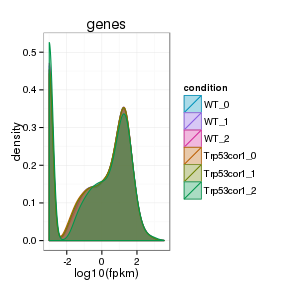 genes
density
0.5
0.4
0.3
0.2
0.1
0.0
-2
0
2
log10(fpkm)
condition
WT_0
WT_1
WT_2
Trp53cor1_0
Trp53cor1_1
Trp53cor1_2